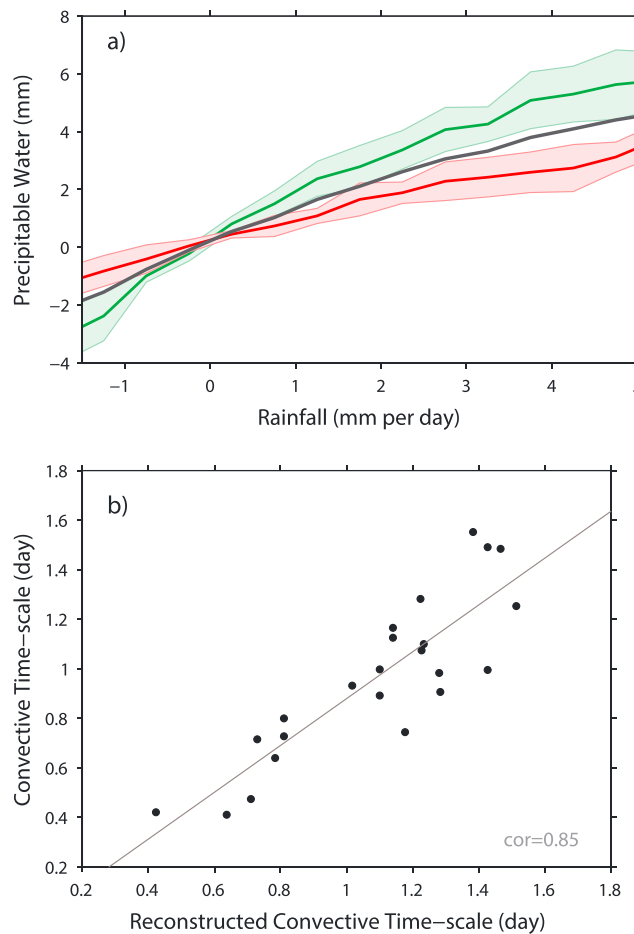 8
a)
6
4
2
0
−2
−4
Precipitable Water (mm)
−1 0 1 2 3 4
Rainfall (mm per day)
1.8
b)
1.6
1.4
1.2
1
0.8
0.6
0.4
0.2
Convective Time−scale (day)
cor=0.85
0.2 0.4 0.6 0.8 1 1.2 1.4 1.6 1.8
Reconstructed Convective Time−scale (day)